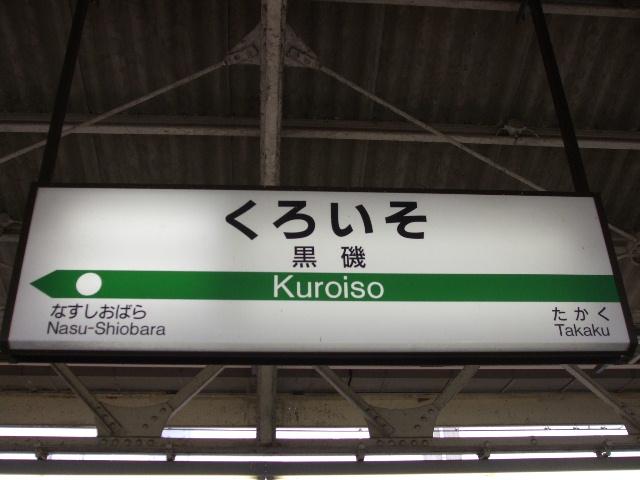 くろいそ
黒磯
Kuroiso
なすしおばら
Nasu-Shiobara
たかく
Takaku